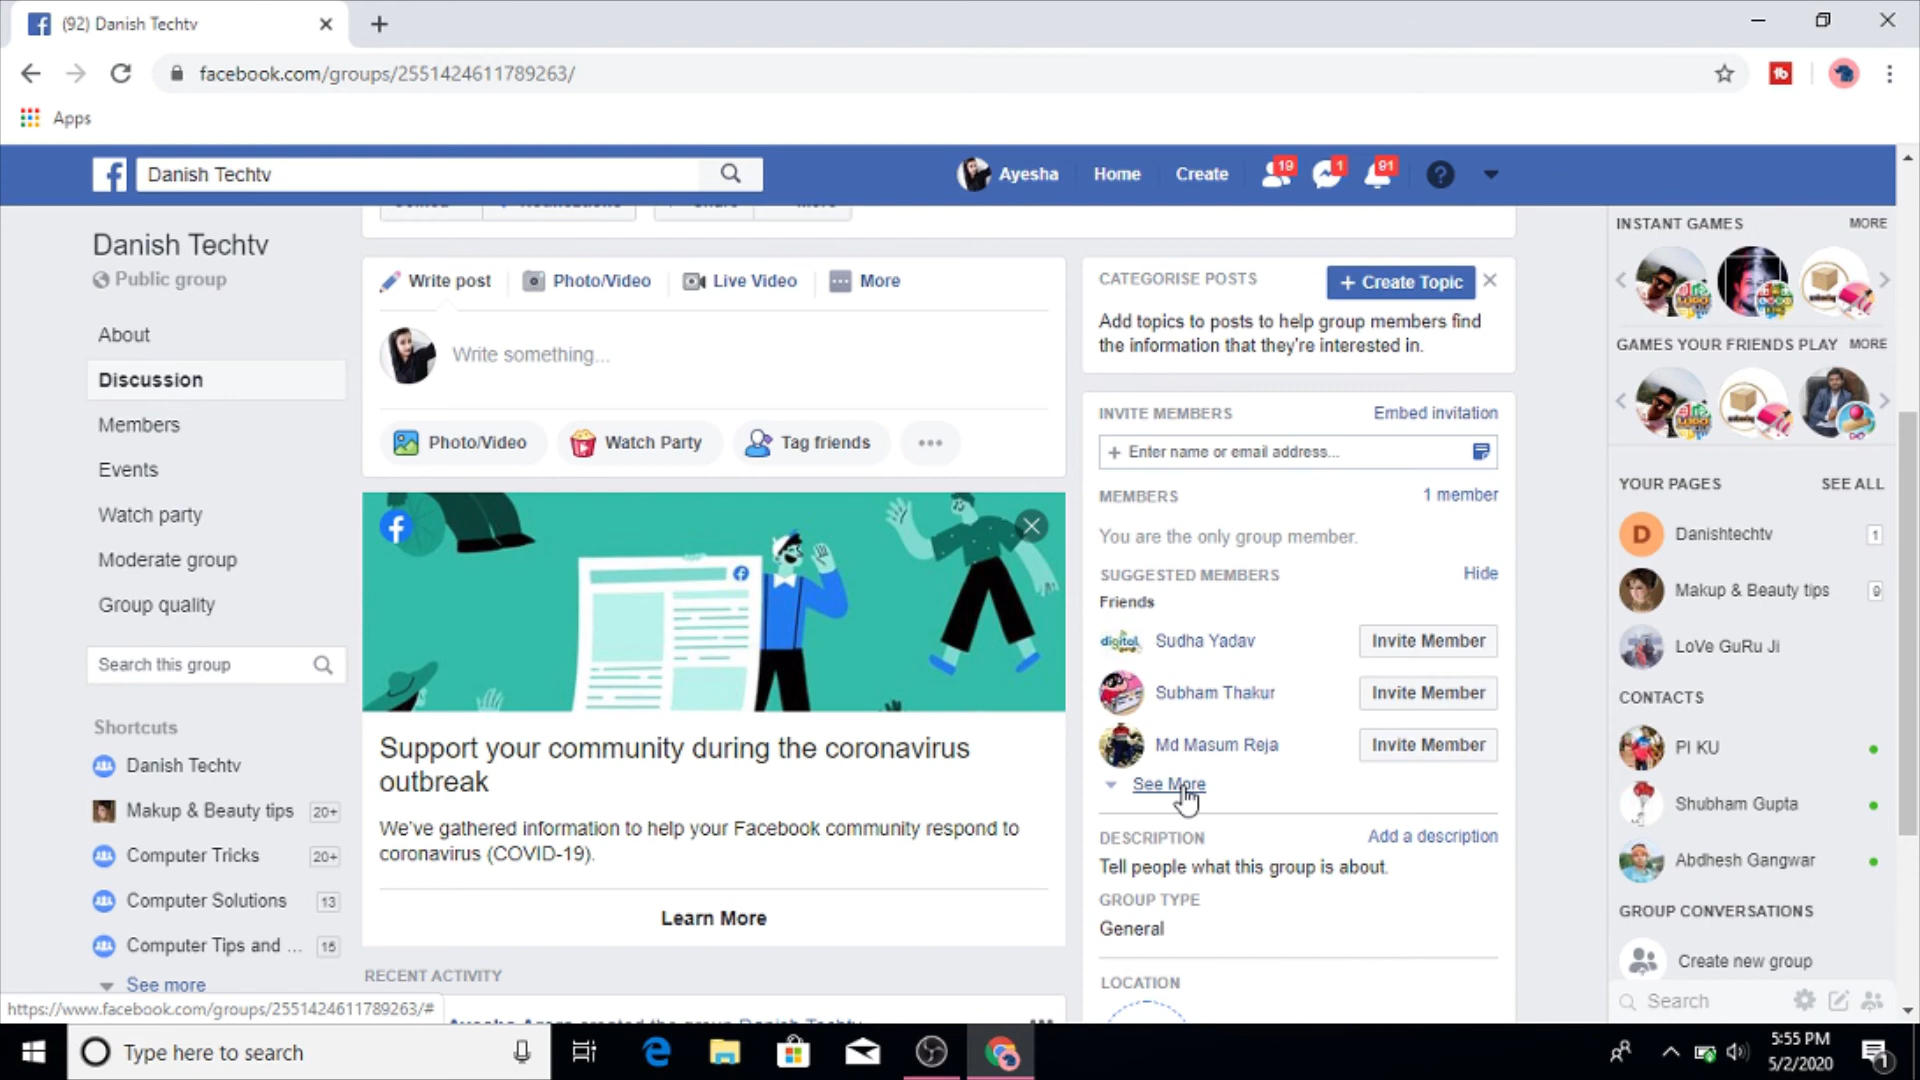 (92) Danish Techtv
facebook.com/groups/2551424611789263/
Apps
Danish Techtv
Ayesha
Home
Create
19
1
91
Danish Techtv
Public group
About
Discussion
Members
Events
Watch party
Moderate group
Group quality
Search this group
Shortcuts
Danish Techtv
Makup & Beauty tips 20+
Computer Tricks 20+
Computer Solutions 13
Computer Tips and ... 15
See more
https://www.facebook.com/groups/2551424611789263/#
Write post
Photo/Video
Live Video
More
Write something...
Photo/Video
Watch Party
Tag friends
Support your community during the coronavirus
outbreak
We've gathered information to help your Facebook community respond to
coronavirus (COVID-19).
Learn More
RECENT ACTIVITY
CATEGORISE POSTS
+ Create Topic
Add topics to posts to help group members find
the information that they're interested in.
INVITE MEMBERS Embed invitation
+ Enter name or email address...
MEMBERS 1 member
You are the only group member.
SUGGESTED MEMBERS Hide
Friends
digital
Sudha Yadav Invite Member
Subham Thakur Invite Member
Md Masum Reja Invite Member
See More
DESCRIPTION Add a description
Tell people what this group is about.
GROUP TYPE
General
LOCATION
INSTANT GAMES MORE
GAMES YOUR FRIENDS PLAY MORE
YOUR PAGES SEE ALL
D Danishtechtv 1
Makup & Beauty tips 9
LoVe GuRu Ji
CONTACTS
PI KU
Shubham Gupta
Abdhesh Gangwar
GROUP CONVERSATIONS
Create new group
Search
Type here to search
5:55 PM
5/2/2020
1